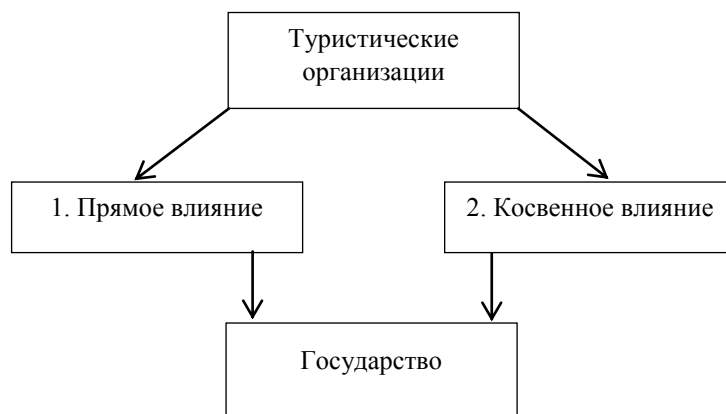 Туристические
организации
1. Прямое влияние
2. Косвенное влияние
Государство